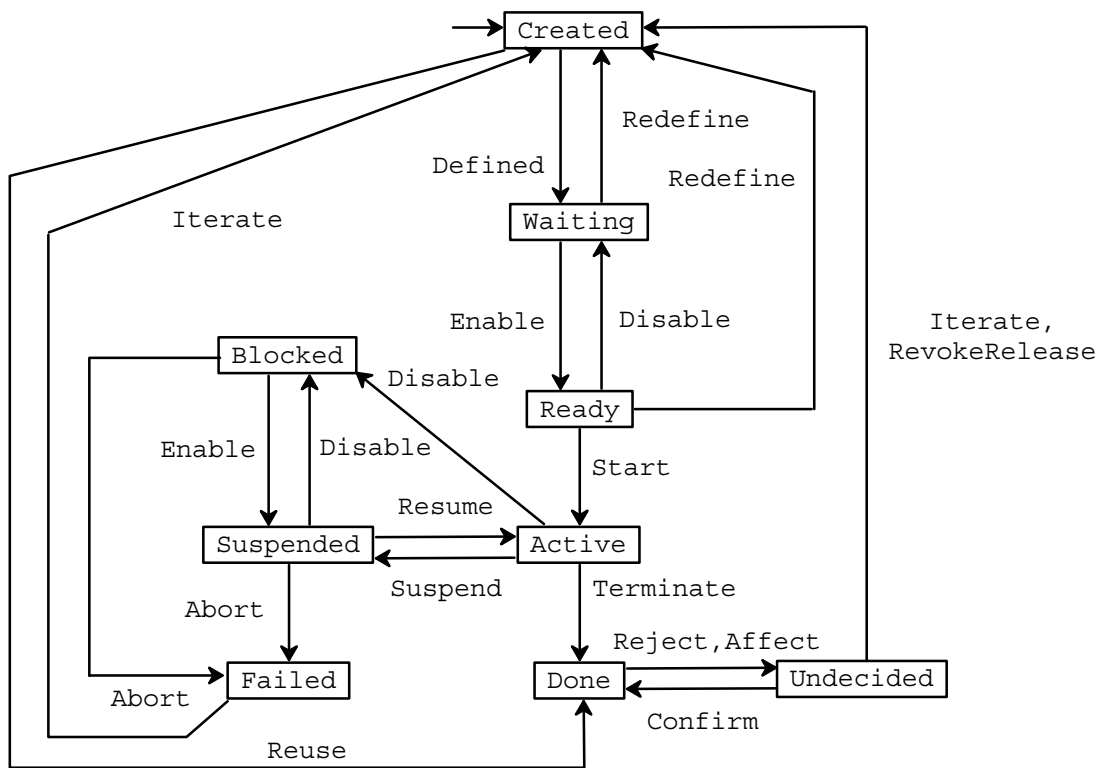 Created
Redefine
Defined
Redefine
Iterate
Waiting
Enable
Disable
Iterate,
RevokeRelease
Blocked
Disable
Ready
Enable
Disable
Start
Resume
Suspended
Active
Suspend
Terminate
Abort
Reject,Affect
Failed
Done
Undecided
Abort
Confirm
Reuse